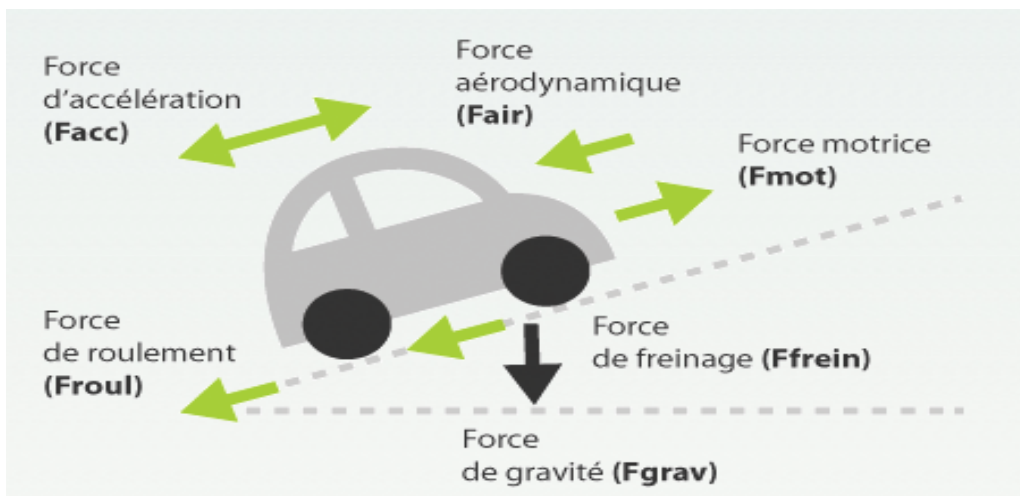 Force
d'accélération
(Facc)
Force
aérodynamique
(Fair)
Force motrice
(Fmot)
Force
de roulement
(Froul)
Force
de freinage (Ffrein)
Force
de gravité (Fgrav)